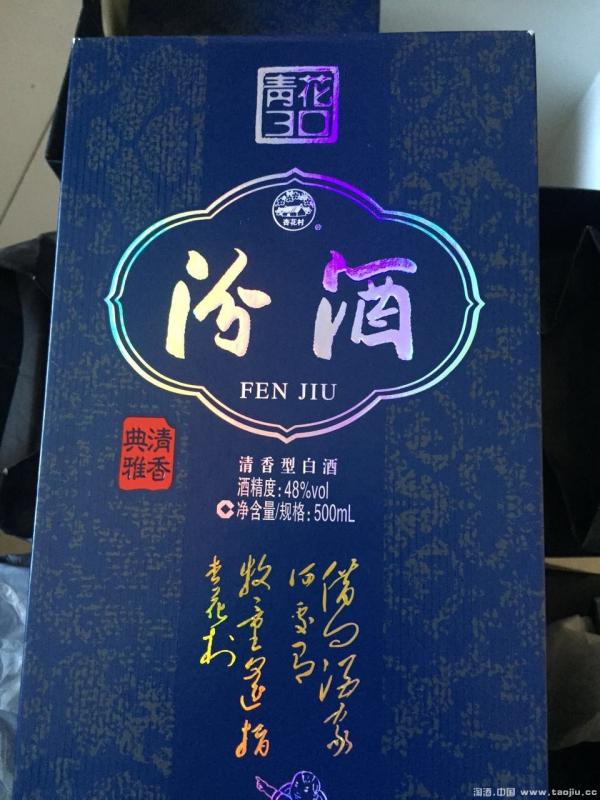 青花
30
杏花村
汾酒
FEN JIU
清香
典雅
清香型白酒
酒精度:48%vol
净含量/规格:500mL
借问酒家
何处有
牧童遥指
杏花村
淘酒.中国 www.taojiu.cc